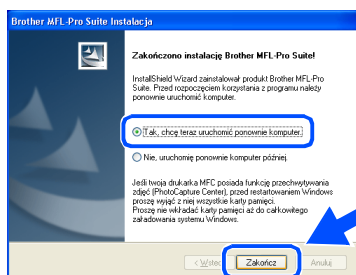 Brother MFL-Pro Suite Instalacja
Zakończono instalację Brother MFL-Pro Suite!
InstallShield Wizard zainstalował produkt Brother MFL-Pro
Suite. Przed rozpoczęciem korzystania z programu należy
ponownie uruchomić komputer.
Tak, chcę teraz uruchomić ponownie komputer.
Nie, uruchomię ponownie komputer później.
Jeśli twoja drukarka MFC posiada funkcję przechwytywania
zdjęć (PhotoCapture Center), przed restartowaniem Windows
proszę wyjąć z niej wszystkie karty pamięci.
Proszę nie wkładać karty pamięci aż do całkowitego
załadowania systemu Windows.
< Wstecz Zakończ Anuluj